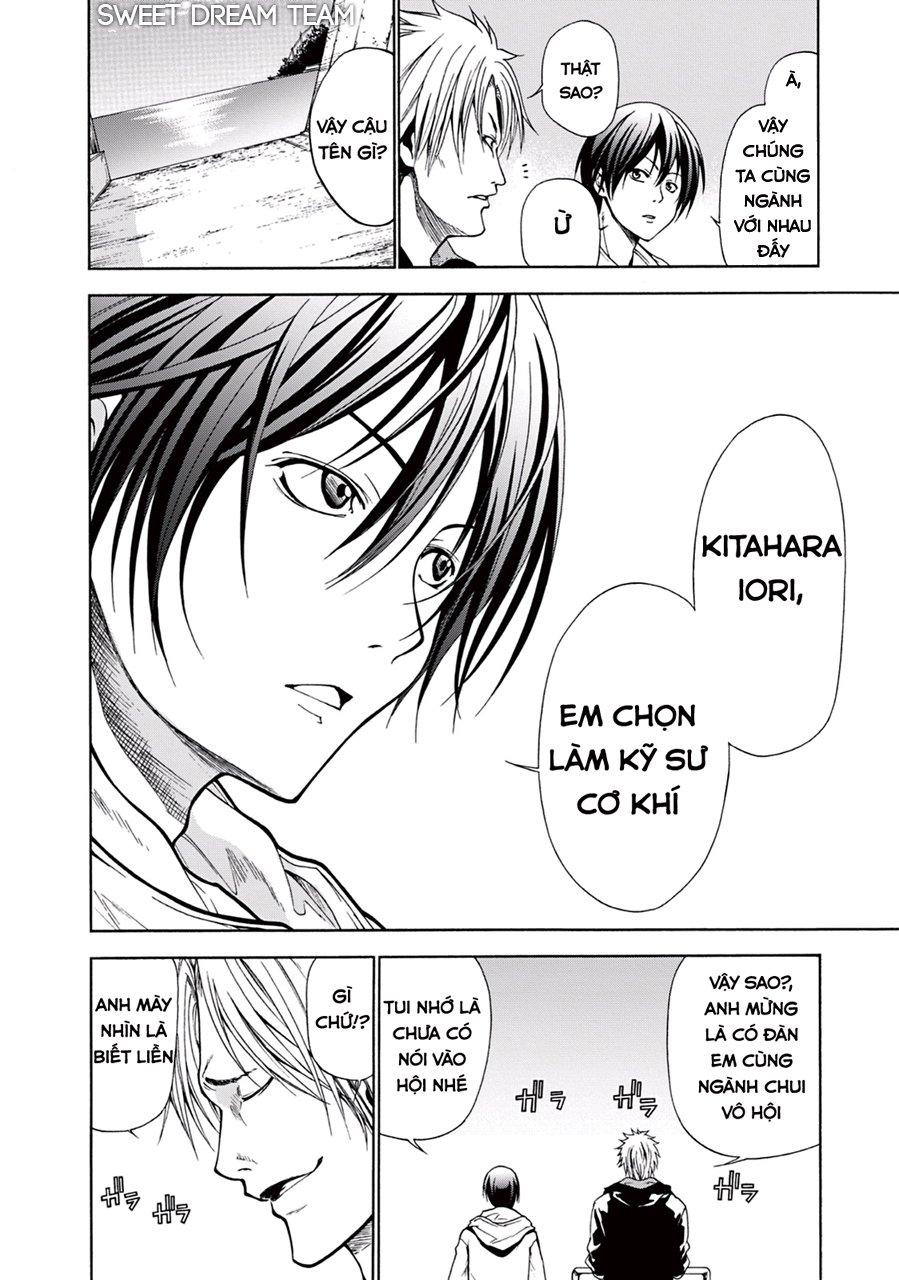 SWEET DREAM TEAM
À,
VẬY
CHÚNG
TA CÙNG
NGÀNH
VỚI NHAU
ĐẤY
THẬT
SAO?
Ừ
VẬY CẬU
TÊN GÌ?
KITAHARA
IORI,
EM CHỌN
LÀM KỸ SƯ
CƠ KHÍ
VẬY SAO?,
ANH MỪNG
LÀ CÓ ĐÀN
EM CÙNG
NGÀNH CHUI
VÔ HỘI
TUI NHỚ LÀ
CHƯA CÓ
NÓI VÀO
HỘI NHÉ
ガラ
ガラ
GÌ
CHỨ!?
ANH MÀY
NHÌN LÀ
BIẾT LIỀN
ガラ
ガラ